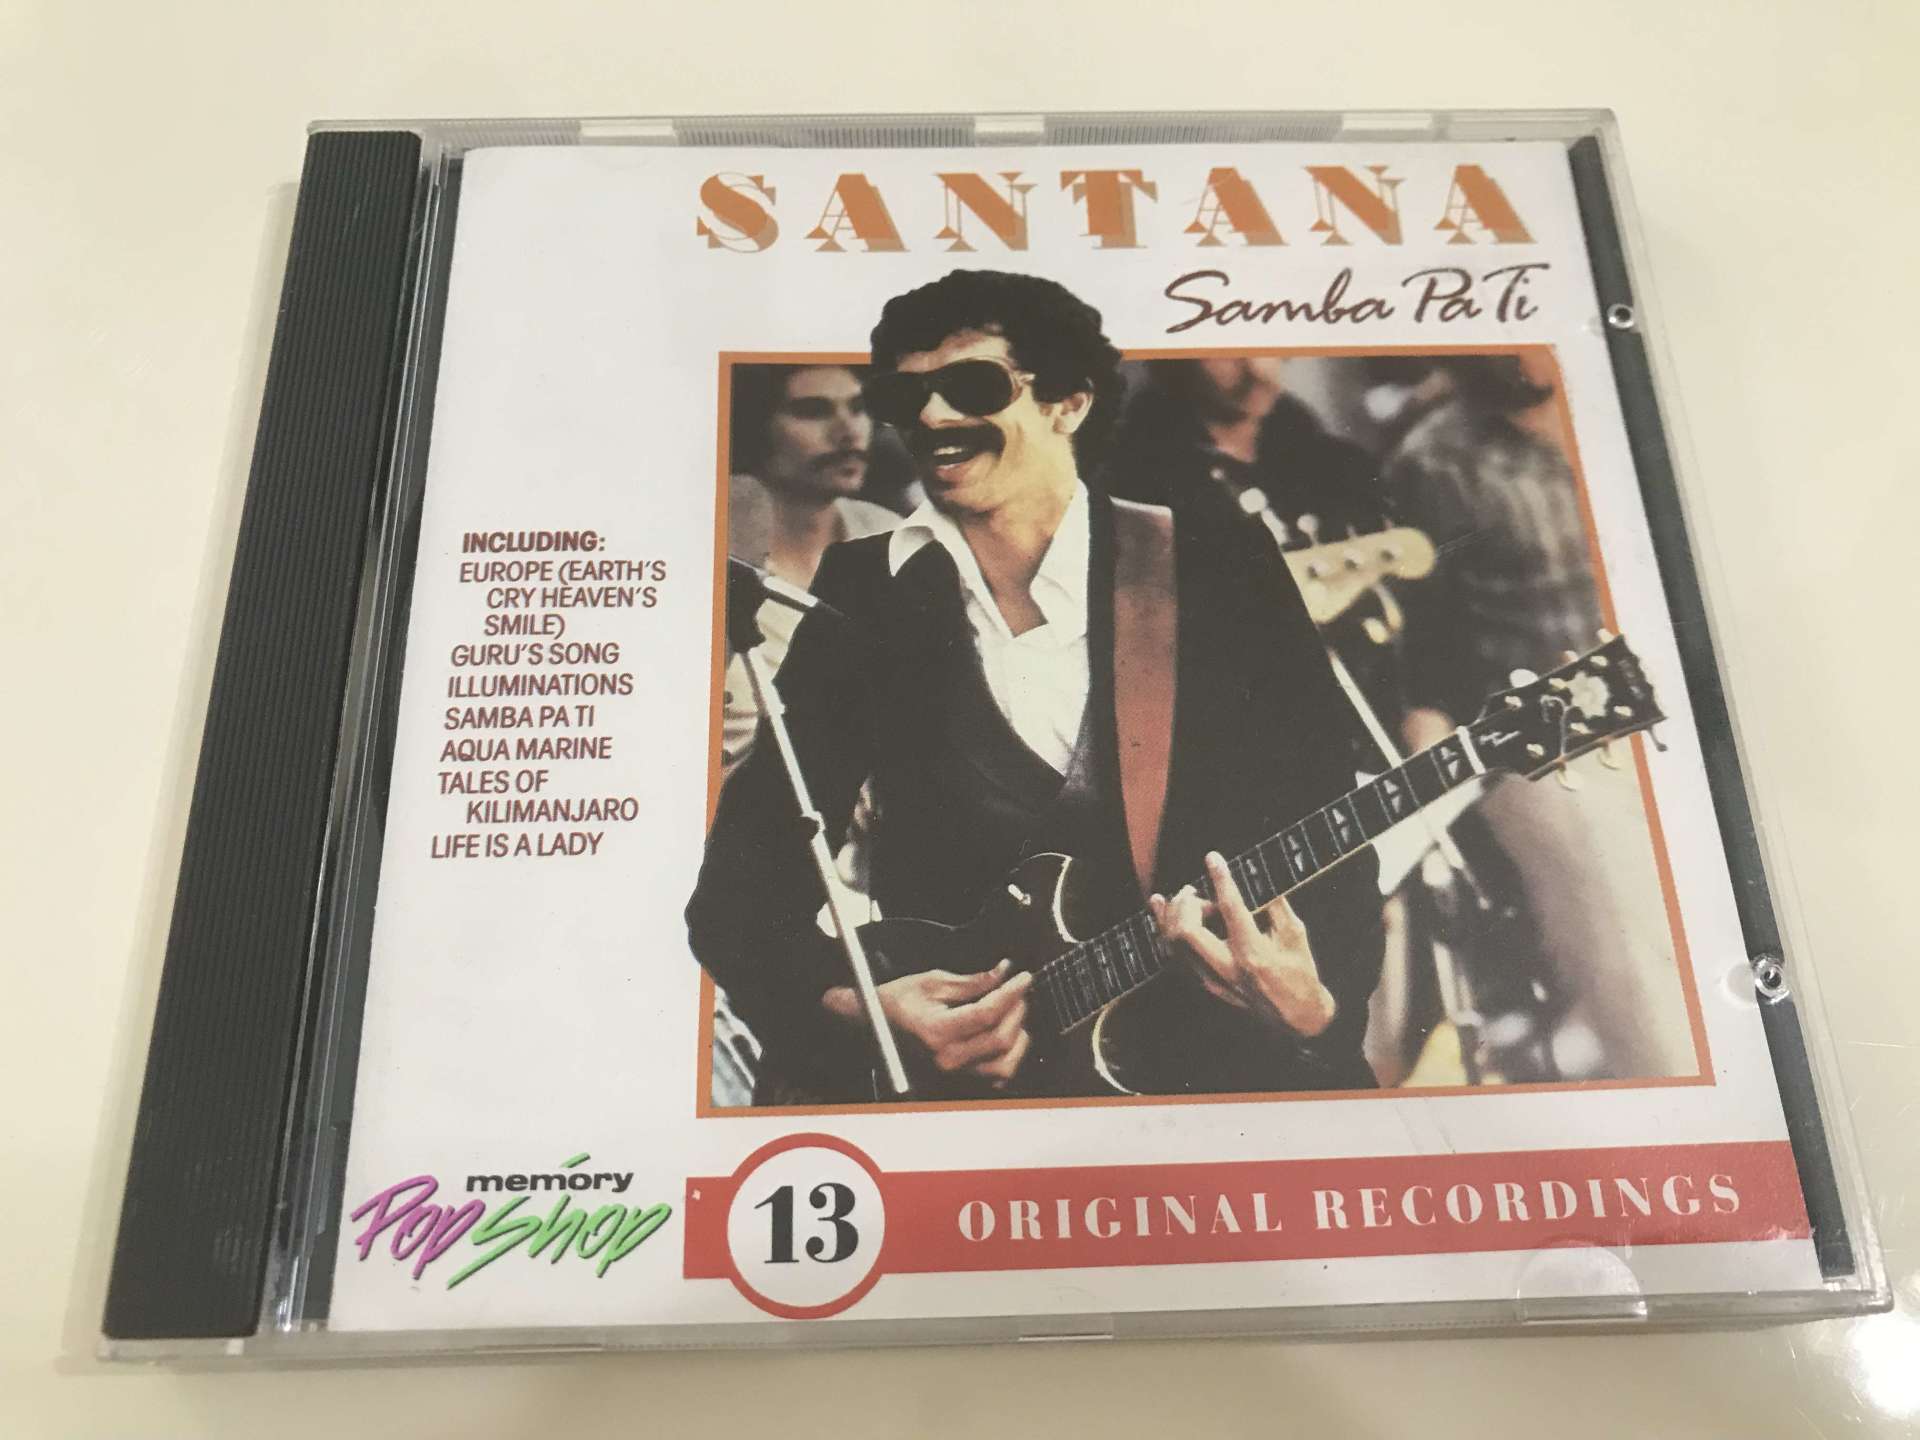 SANTANA
Samba Pa Ti
INCLUDING:
EUROPE (EARTH'S
CRY HEAVEN'S
SMILE)
GURU'S SONG
ILLUMINATIONS
SAMBA PA TI
AQUA MARINE
TALES OF
KILIMANJARO
LIFE IS A LADY
memory
Pop Shop
13
ORIGINAL RECORDINGS